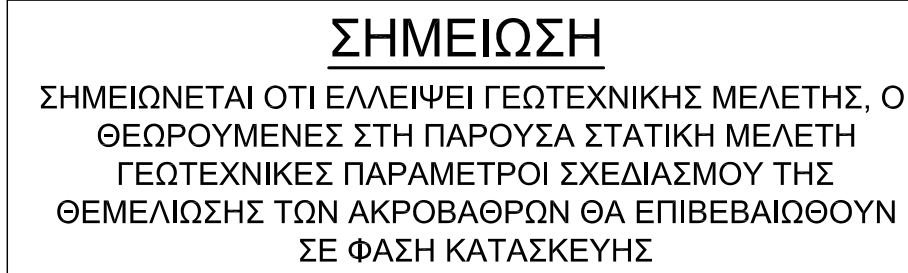 ΣΗΜΕΙΩΣΗ
ΣΗΜΕΙΩΝΕΤΑΙ ΟΤΙ ΕΛΛΕΙΨΕΙ ΓΕΩΤΕΧΝΙΚΗΣ ΜΕΛΕΤΗΣ, Ο
ΘΕΩΡΟΥΜΕΝΕΣ ΣΤΗ ΠΑΡΟΥΣΑ ΣΤΑΤΙΚΗ ΜΕΛΕΤΗ
ΓΕΩΤΕΧΝΙΚΕΣ ΠΑΡΑΜΕΤΡΟΙ ΣΧΕΔΙΑΣΜΟΥ ΤΗΣ
ΘΕΜΕΛΙΩΣΗΣ ΤΩΝ ΑΚΡΟΒΑΘΡΩΝ ΘΑ ΕΠΙΒΕΒΑΙΩΘΟΥΝ
ΣΕ ΦΑΣΗ ΚΑΤΑΣΚΕΥΗΣ